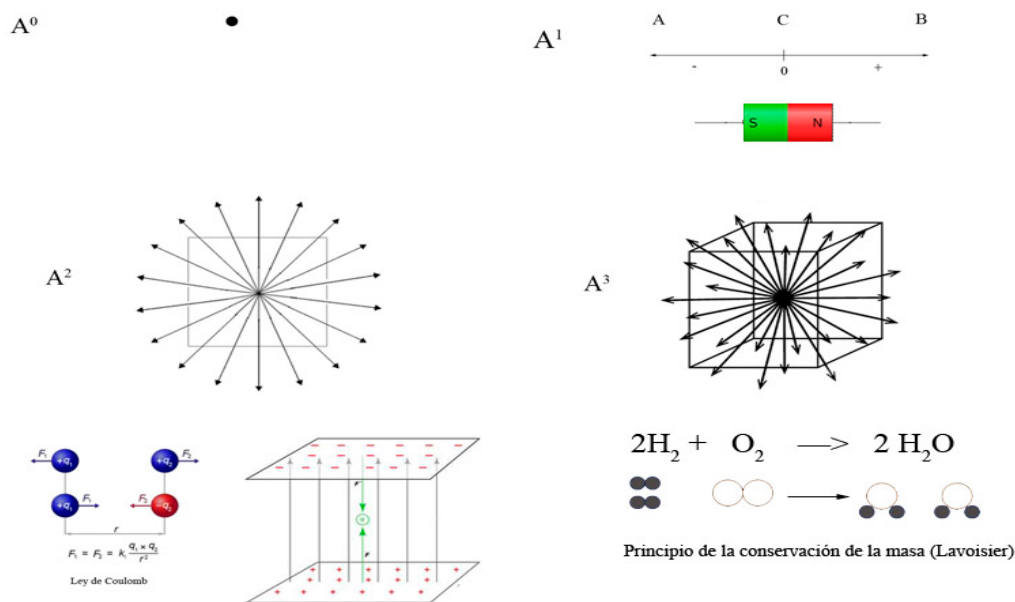 A⁰
A¹
A C B
- 0 +
S N
A²
A³
+q₁ +q₂
F₁ F₂
+q₁ -q₂
F₁ F₂
r
F₁ = F₂ = k₁ q₁ × q₂ / r²
Ley de Coulomb
F
F
2H₂ + O₂ —> 2 H₂O
Principio de la conservación de la masa (Lavoisier)